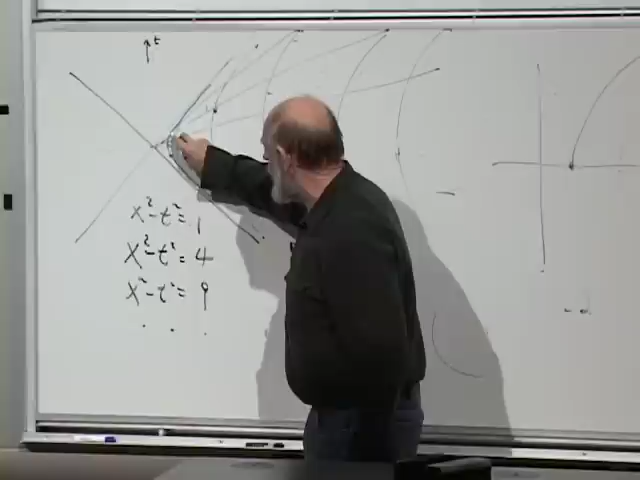 t
x² - t² = 1
x² - t² = 4
x² - t² = 9
. . .